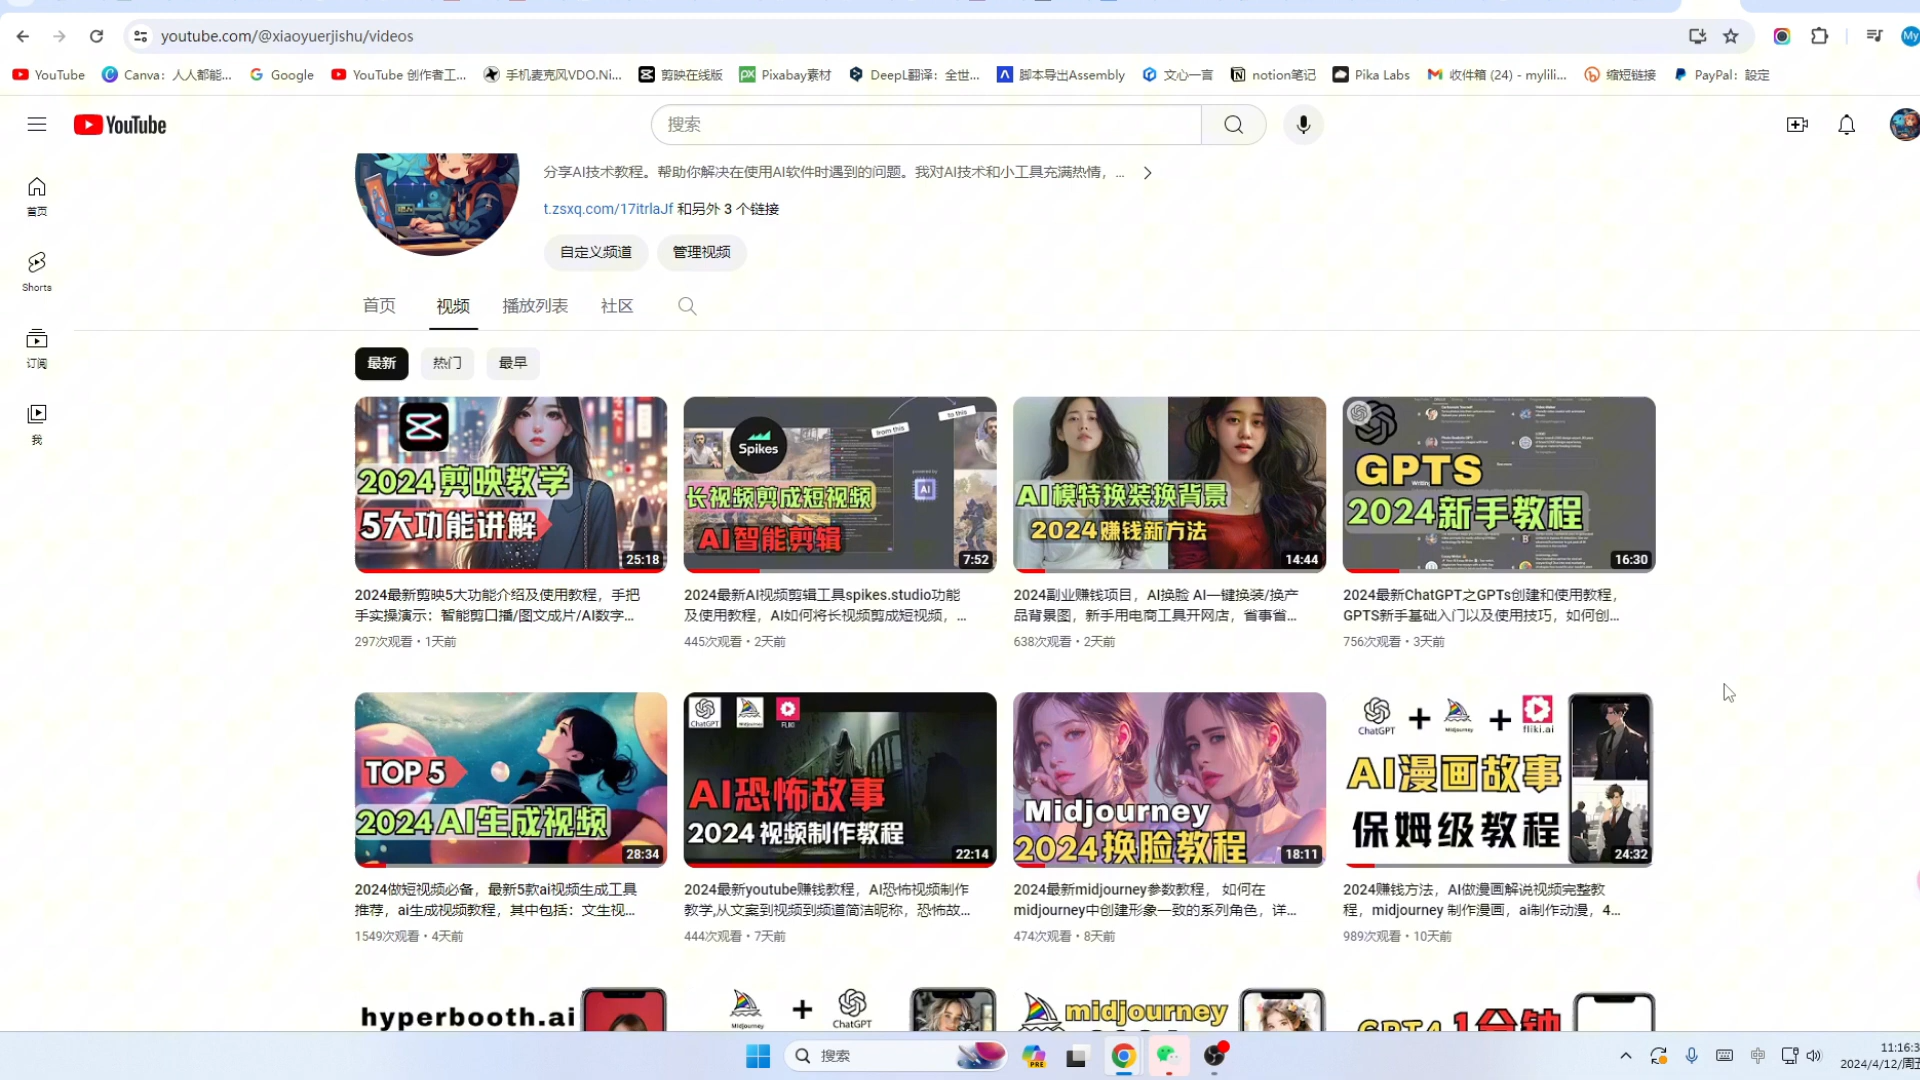 youtube.com/@xiaoyuerjishu/videos
My
YouTube
Canva：人人都能...
Google
YouTube 创作者工...
手机麦克风VDO.Ni...
剪映在线版
Pixabay素材
DeepL翻译：全世...
脚本导出Assembly
文心一言
notion笔记
Pika Labs
收件箱 (24) - mylili...
缩短链接
PayPal：設定
YouTube
搜索
首页
Shorts
订阅
我
分享AI技术教程。帮助你解决在使用AI软件时遇到的问题。我对AI技术和小工具充满热情，...
t.zsxq.com/17itrlaJf 和另外 3 个链接
自定义频道
管理视频
首页
视频
播放列表
社区
最新
热门
最早
2024剪映教学
5大功能讲解
25:18
Spikes
from this
to this
powered by
AI
长视频剪成短视频
AI智能剪辑
7:52
AI模特换装换背景
2024赚钱新方法
14:44
GPTS
2024新手教程
16:30
2024最新剪映5大功能介绍及使用教程，手把
手实操演示：智能剪口播/图文成片/AI数字...
297次观看・1天前
2024最新AI视频剪辑工具spikes.studio功能
及使用教程，AI如何将长视频剪成短视频，...
445次观看・2天前
2024副业赚钱项目，AI换脸 AI一键换装/换产
品背景图，新手用电商工具开网店，省事省...
638次观看・2天前
2024最新ChatGPT之GPTs创建和使用教程，
GPTS新手基础入门以及使用技巧，如何创...
756次观看・3天前
TOP 5
2024AI生成视频
28:34
ChatGPT
Midjourney
FLIKI
AI恐怖故事
2024视频制作教程
22:14
Midjourney
2024换脸教程
18:11
ChatGPT
+
Midjourney
+
fliki.ai
AI漫画故事
保姆级教程
24:32
2024做短视频必备，最新5款ai视频生成工具
推荐，ai生成视频教程，其中包括：文生视...
1549次观看・4天前
2024最新youtube赚钱教程，AI恐怖视频制作
教学,从文案到视频到频道简洁昵称，恐怖故...
444次观看・7天前
2024最新midjourney参数教程， 如何在
midjourney中创建形象一致的系列角色，详...
474次观看・8天前
2024赚钱方法，AI做漫画解说视频完整教
程，midjourney 制作漫画，ai制作动漫，4...
989次观看・10天前
hyperbooth.ai
Midjourney
+
ChatGPT
midjourney
GPT4 1分钟
搜索
PRE
中
11:16:3
2024/4/12/周五